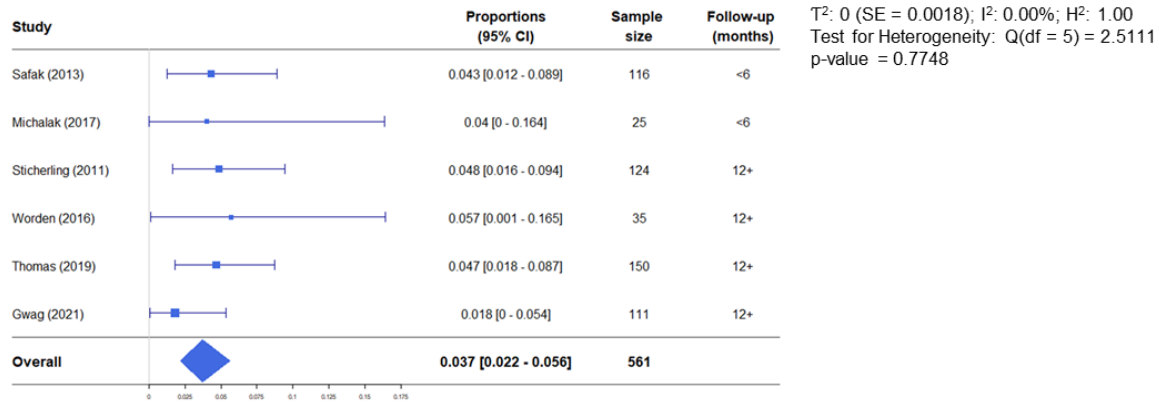 Study Proportions (95% CI) Sample size Follow-up (months)
Safak (2013) 0.043 [0.012 - 0.089] 116 <6
Michalak (2017) 0.04 [0 - 0.164] 25 <6
Sticherling (2011) 0.048 [0.016 - 0.094] 124 12+
Worden (2016) 0.057 [0.001 - 0.165] 35 12+
Thomas (2019) 0.047 [0.018 - 0.087] 150 12+
Gwag (2021) 0.018 [0 - 0.054] 111 12+
Overall 0.037 [0.022 - 0.056] 561
0 0.025 0.05 0.075 0.1 0.125 0.15 0.175
Ƭ²: 0 (SE = 0.0018); I²: 0.00%; H²: 1.00
Test for Heterogeneity: Q(df = 5) = 2.5111
p-value = 0.7748